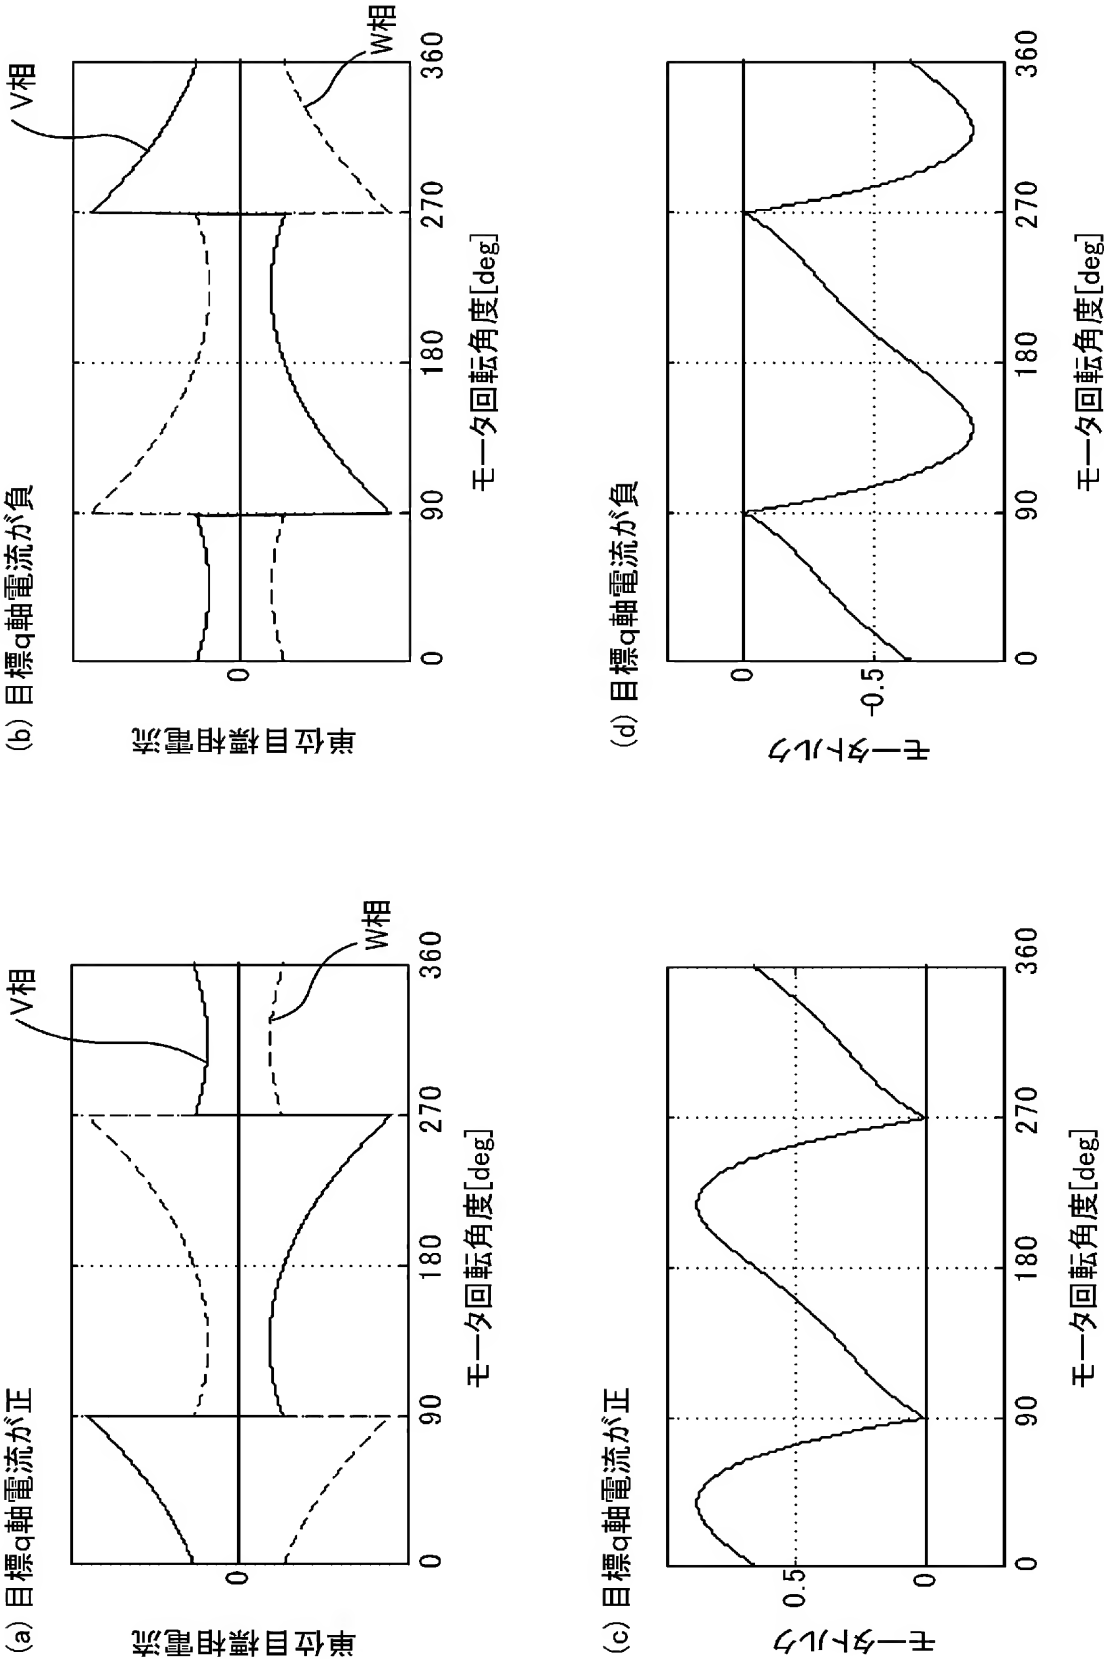 (a) 目標q軸電流が正
単位目標相電流
0
V相
W相
0
90
180
270
360
モータ回転角度[deg]
(b) 目標q軸電流が負
単位目標相電流
0
V相
W相
0
90
180
270
360
モータ回転角度[deg]
(c) 目標q軸電流が正
モータトルク
0.5
0
0
90
180
270
360
モータ回転角度[deg]
(d) 目標q軸電流が負
モータトルク
0
-0.5
0
90
180
270
360
モータ回転角度[deg]